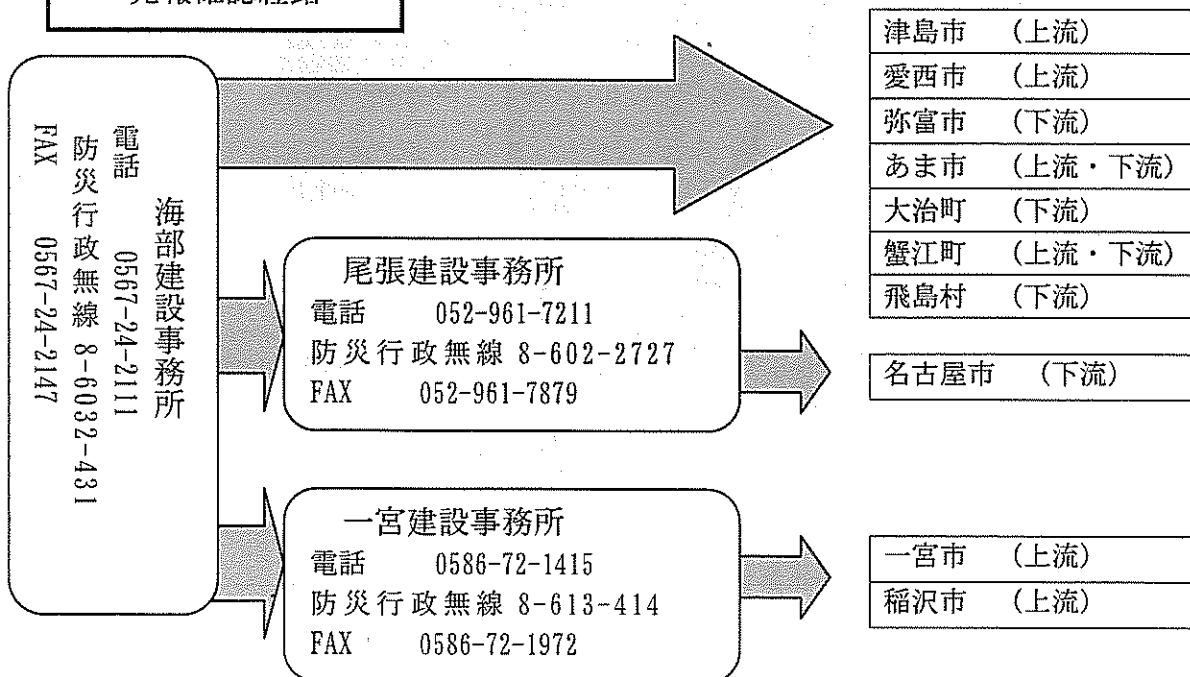 海部建設事務所
電話　0567-24-2111
防災行政無線 8-6032-431
FAX　0567-24-2147
尾張建設事務所
電話　052-961-7211
防災行政無線 8-602-2727
FAX　052-961-7879
一宮建設事務所
電話　0586-72-1415
防災行政無線 8-613-414
FAX　0586-72-1972
津島市　（上流）
愛西市　（上流）
弥富市　（下流）
あま市　（上流・下流）
大治町　（下流）
蟹江町　（上流・下流）
飛島村　（下流）
名古屋市　（下流）
一宮市　（上流）
稲沢市　（上流）